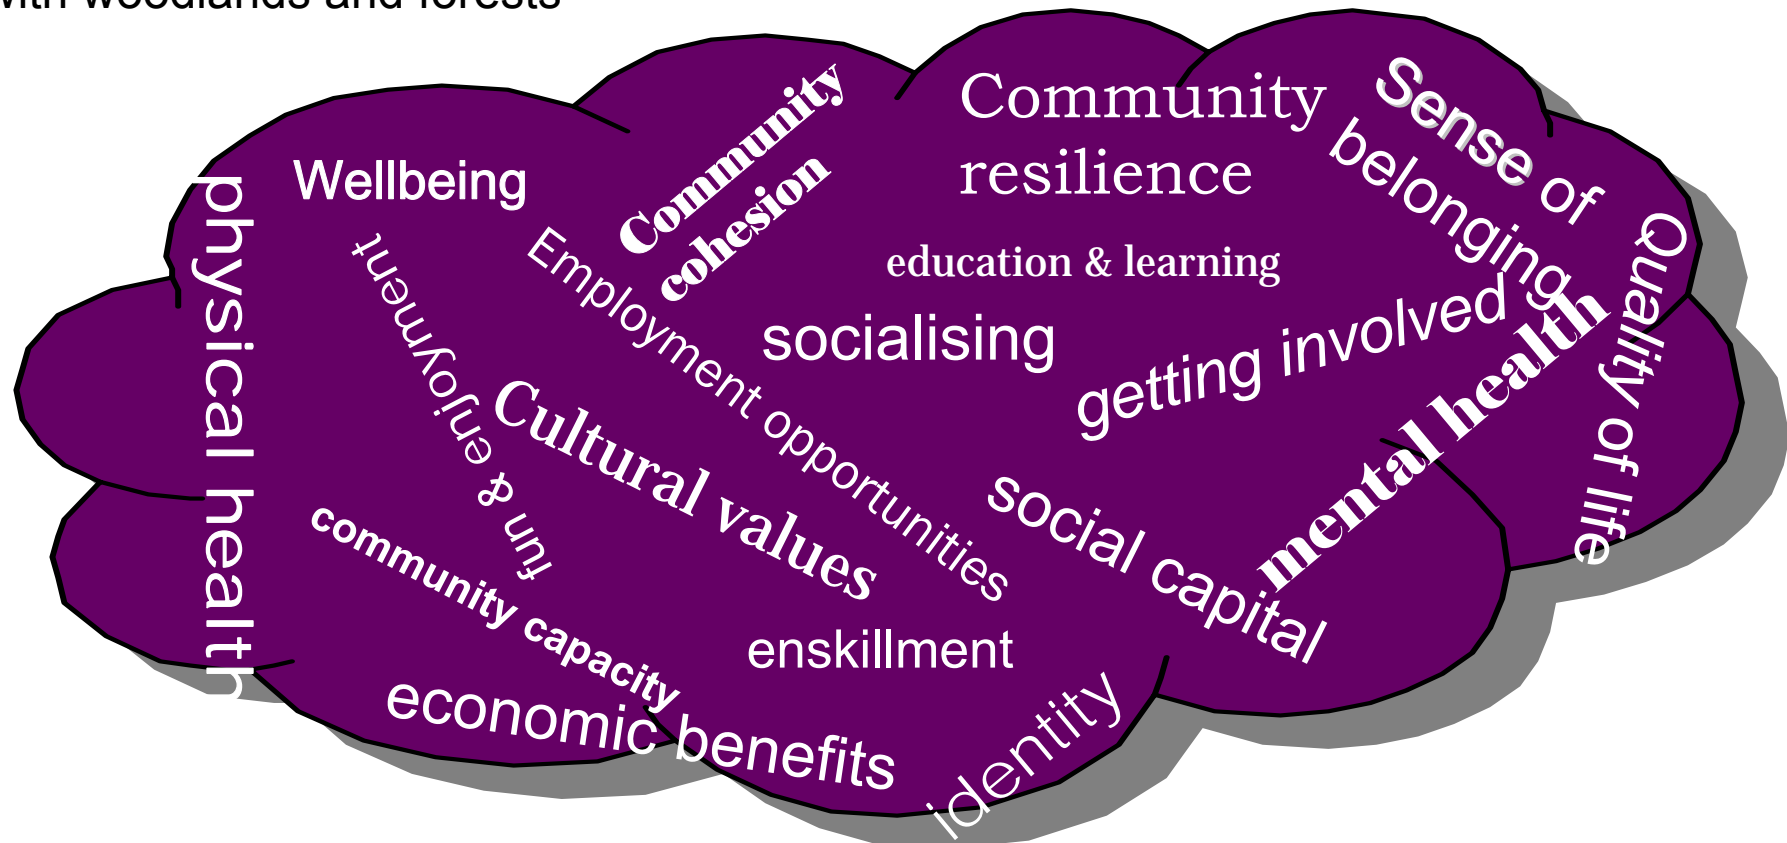 with woodlands and forests
Community
cohesion
Community
resilience
Sense of
belonging
Wellbeing
physical health
fun & enjoyment
Employment opportunities
education & learning
socialising
getting involved
Quality of life
mental health
Cultural values
social capital
community capacity
enskillment
economic benefits
identity